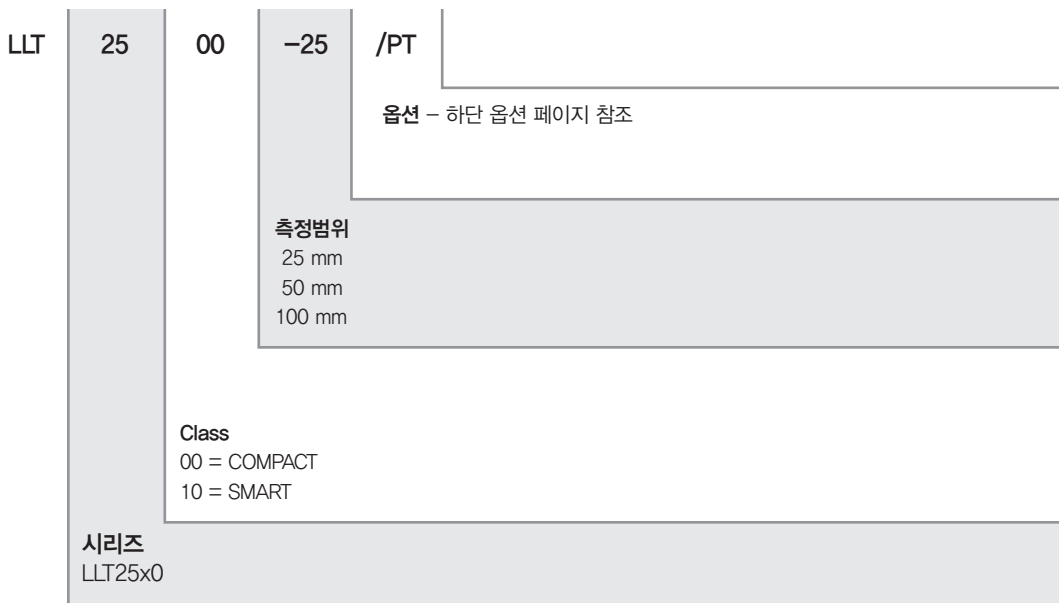 LLT 25 00 –25 /PT
옵션 – 하단 옵션 페이지 참조
측정범위
25 mm
50 mm
100 mm
Class
00 = COMPACT
10 = SMART
시리즈
LLT25x0